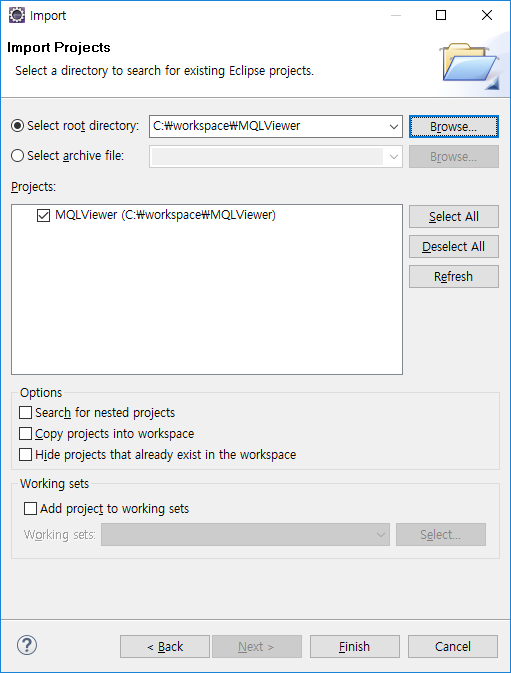 Import
Import Projects
Select a directory to search for existing Eclipse projects.
Select root directory: C:₩workspace₩MQLViewer Browse...
Select archive file: Browse...
Projects:
MQLViewer (C:₩workspace₩MQLViewer)
Select All
Deselect All
Refresh
Options
Search for nested projects
Copy projects into workspace
Hide projects that already exist in the workspace
Working sets
Add project to working sets
Working sets: Select...
? < Back Next > Finish Cancel